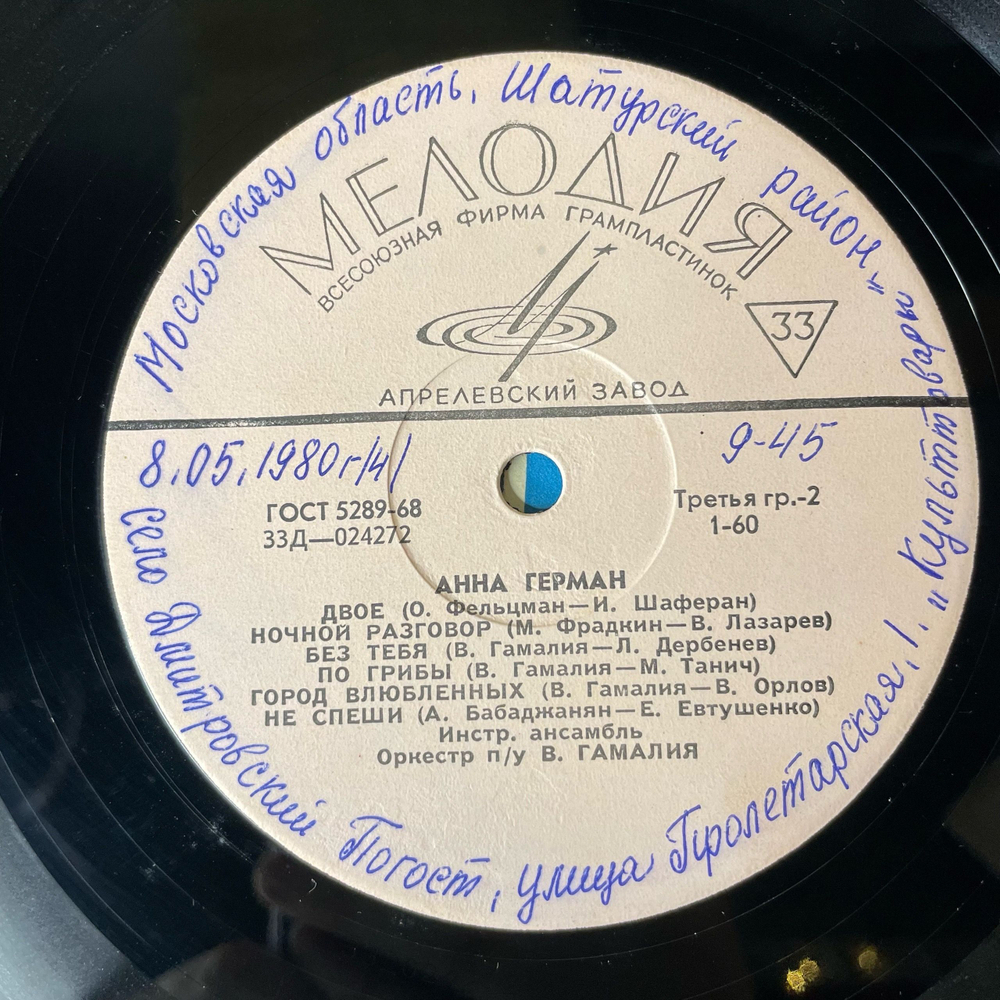 Московская область, Шатурский район,
МЕЛОДИЯ
ВСЕСОЮЗНАЯ ФИРМА ГРАМПЛАСТИНОК
33
АПРЕЛЕВСКИЙ ЗАВОД
8.05.1980г/4/
9-45
ГОСТ 5289-68
Третья гр.-2
33Д—024272
1-60
АННА ГЕРМАН
ДВОЕ (О. Фельцман—И. Шаферан)
НОЧНОЙ РАЗГОВОР (М. Фрадкин—В. Лазарев)
БЕЗ ТЕБЯ (В. Гамалия—Л. Дербенев)
ПО ГРИБЫ (В. Гамалия—М. Танич)
ГОРОД ВЛЮБЛЕННЫХ (В. Гамалия—В. Орлов)
НЕ СПЕШИ (А. Бабаджанян—Е. Евтушенко)
Инстр. ансамбль
Оркестр п/у В. ГАМАЛИЯ
Село Дмитровский Погост, улица Пролетарская, 1. "Культтовары"